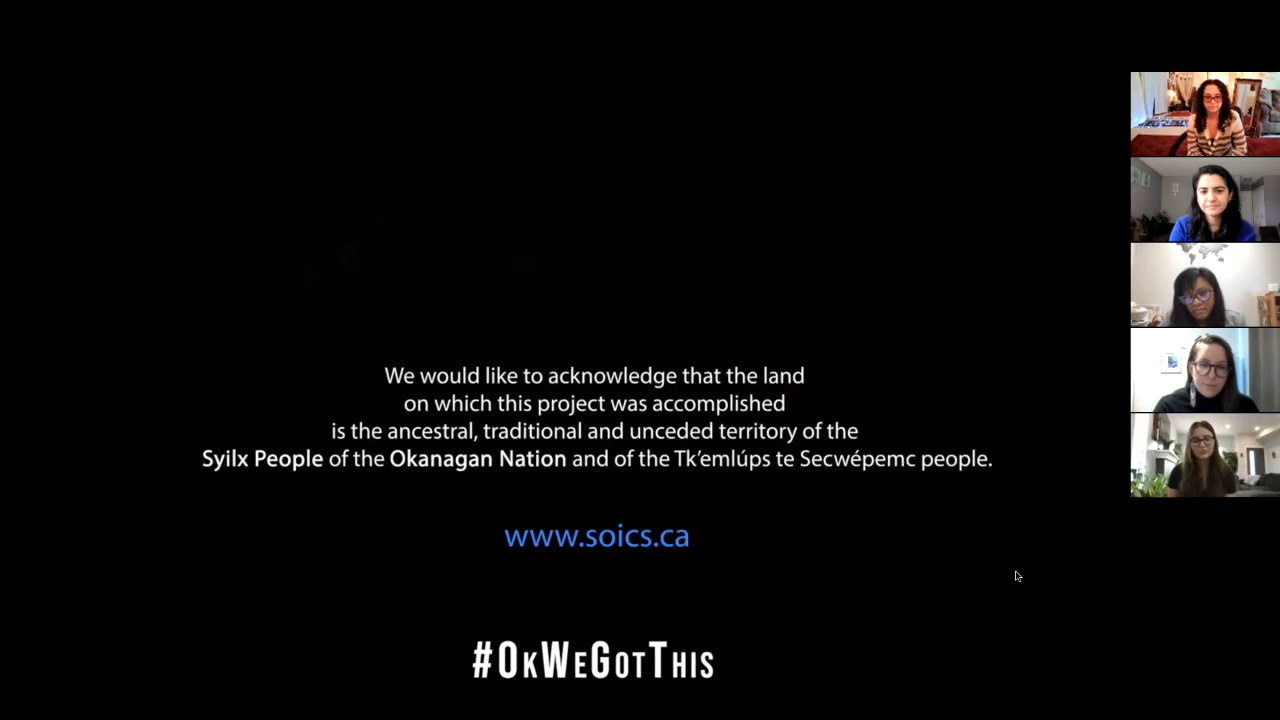 We would like to acknowledge that the land
on which this project was accomplished
is the ancestral, traditional and unceded territory of the
Syilx People of the Okanagan Nation and of the Tk’emlúps te Secwépemc people.
www.soics.ca
#OkWeGotThis